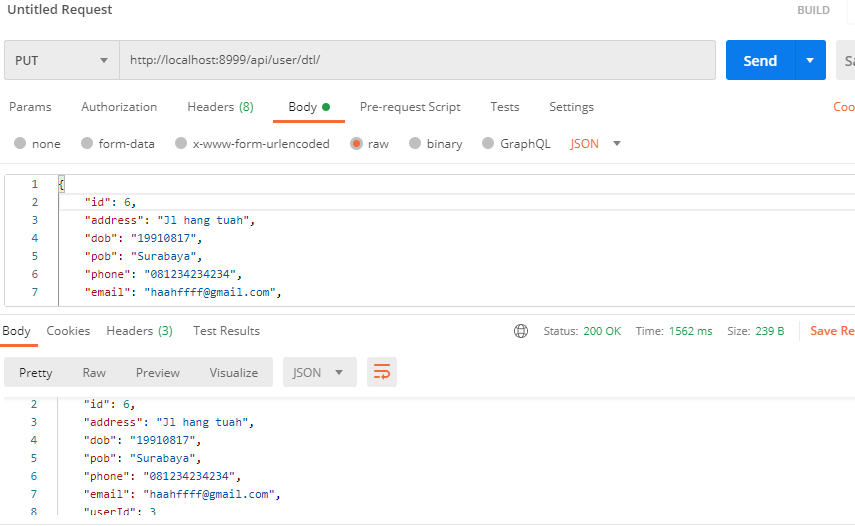 Untitled Request BUILD
PUT http://localhost:8999/api/user/dtl/ Send Sa
Params Authorization Headers (8) Body Pre-request Script Tests Settings Coo
none form-data x-www-form-urlencoded raw binary GraphQL JSON
1 {
2 "id": 6,
3 "address": "Jl hang tuah",
4 "dob": "19910817",
5 "pob": "Surabaya",
6 "phone": "081234234234",
7 "email": "haahffff@gmail.com",
Body Cookies Headers (3) Test Results Status: 200 OK Time: 1562 ms Size: 239 B Save Re
Pretty Raw Preview Visualize JSON
2 "id": 6,
3 "address": "Jl hang tuah",
4 "dob": "19910817",
5 "pob": "Surabaya",
6 "phone": "081234234234",
7 "email": "haahffff@gmail.com",
8 "userId": 3